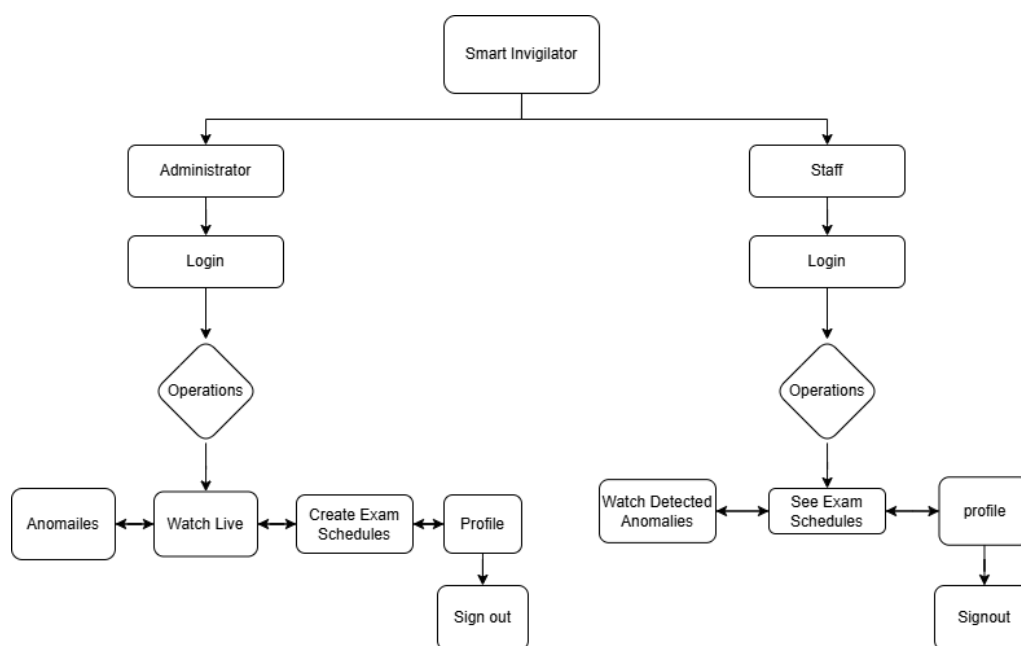 Smart Invigilator
Administrator
Staff
Login
Login
Operations
Operations
Anomailes
Watch Live
Create Exam
Schedules
Profile
Watch Detected
Anomalies
See Exam
Schedules
profile
Sign out
Signout